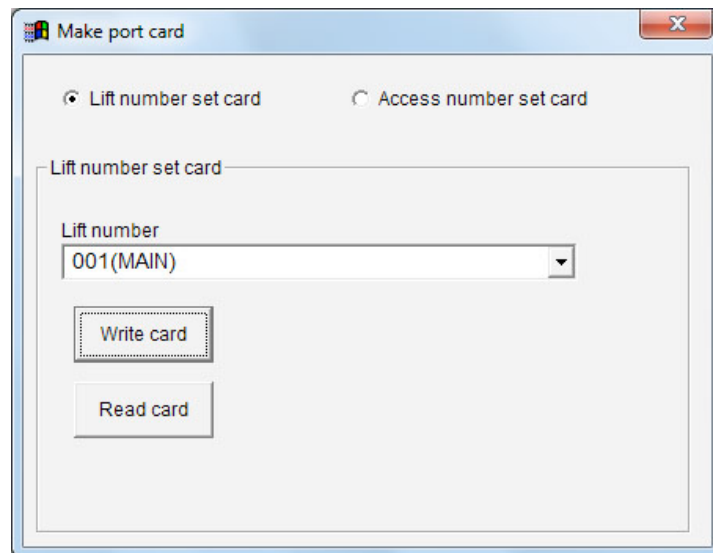 Make port card
Lift number set card Access number set card
Lift number set card
Lift number
001(MAIN)
Write card
Read card